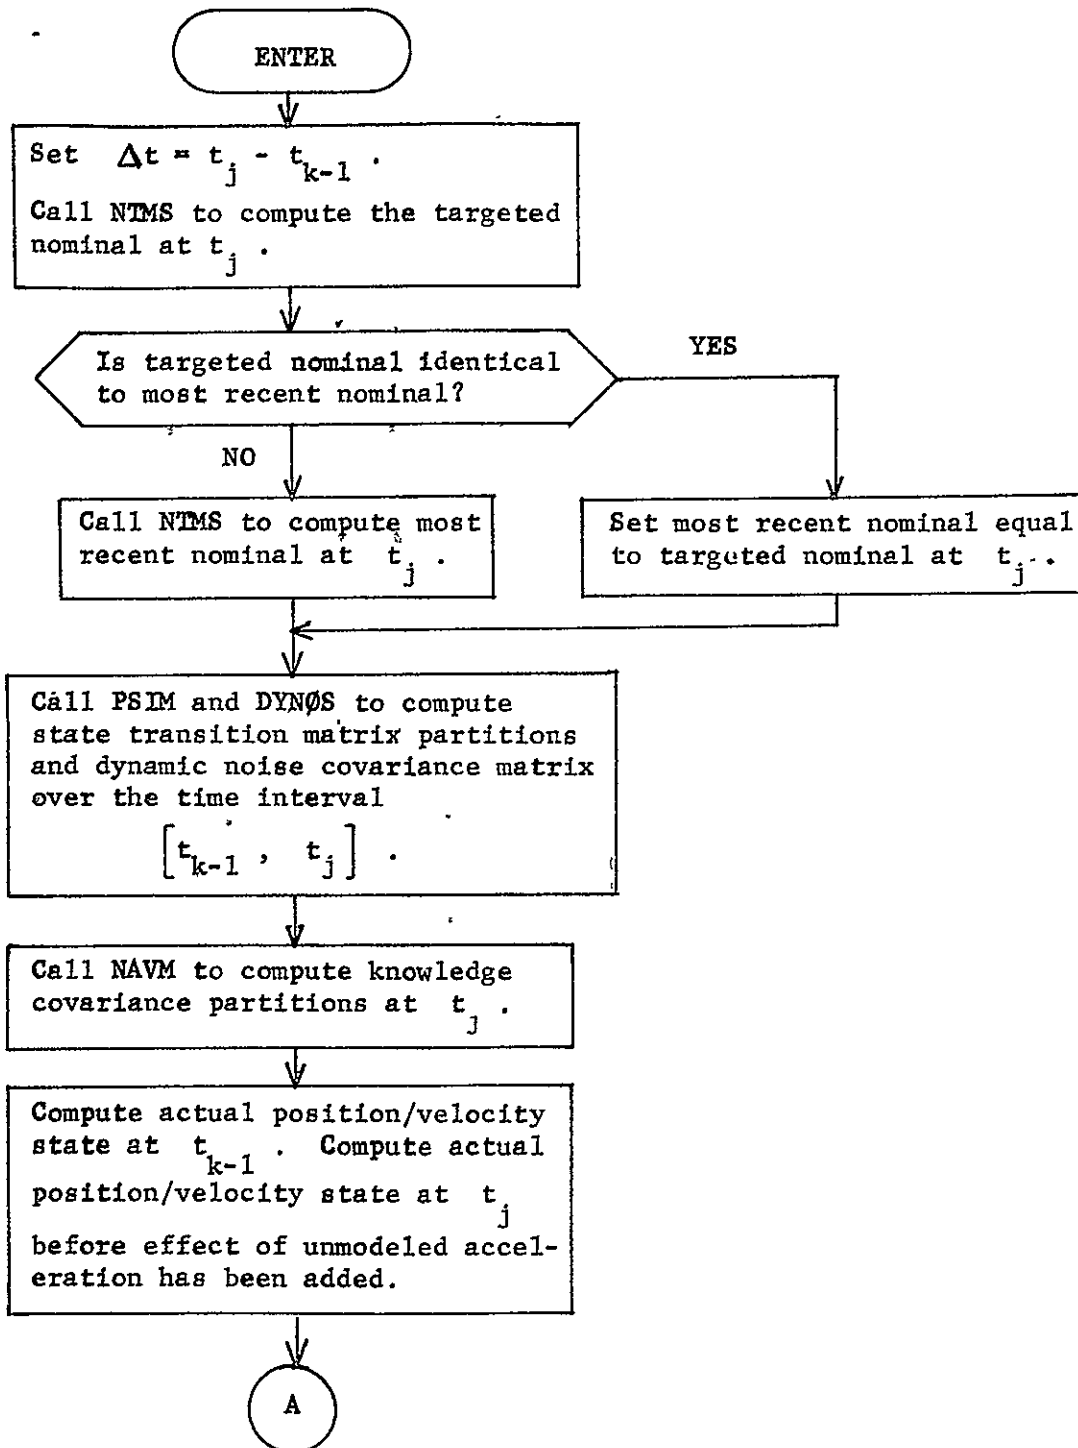 ENTER
Set Δt = t_j - t_{k-1} .
Call NTMS to compute the targeted
nominal at t_j .
Is targeted nominal identical
to most recent nominal?
YES
NO
Call NTMS to compute most
recent nominal at t_j .
Set most recent nominal equal
to targeted nominal at t_j .
Call PSIM and DYNØS to compute
state transition matrix partitions
and dynamic noise covariance matrix
over the time interval
[t_{k-1} , t_j] .
Call NAVM to compute knowledge
covariance partitions at t_j .
Compute actual position/velocity
state at t_{k-1} . Compute actual
position/velocity state at t_j
before effect of unmodeled accel-
eration has been added.
A